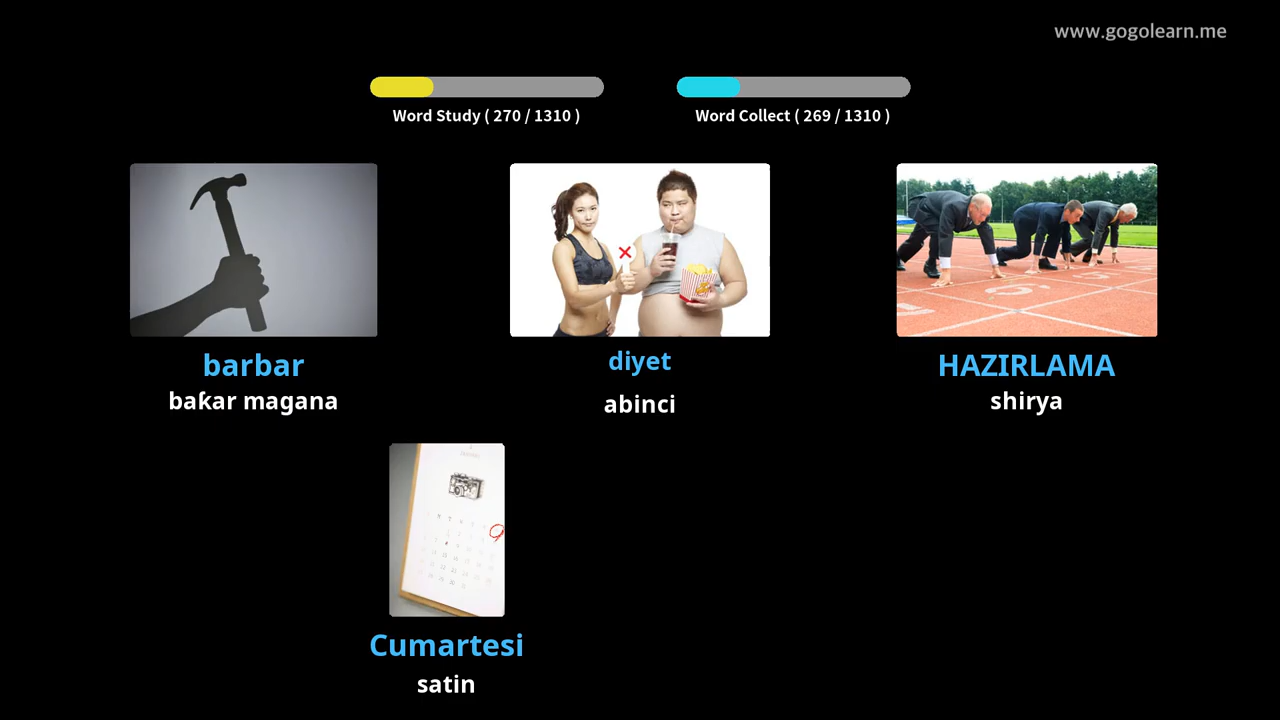 www.gogolearn.me
Word Study ( 270 / 1310 )
Word Collect ( 269 / 1310 )
barbar
baƙar magana
diyet
abinci
HAZIRLAMA
shirya
Cumartesi
satin